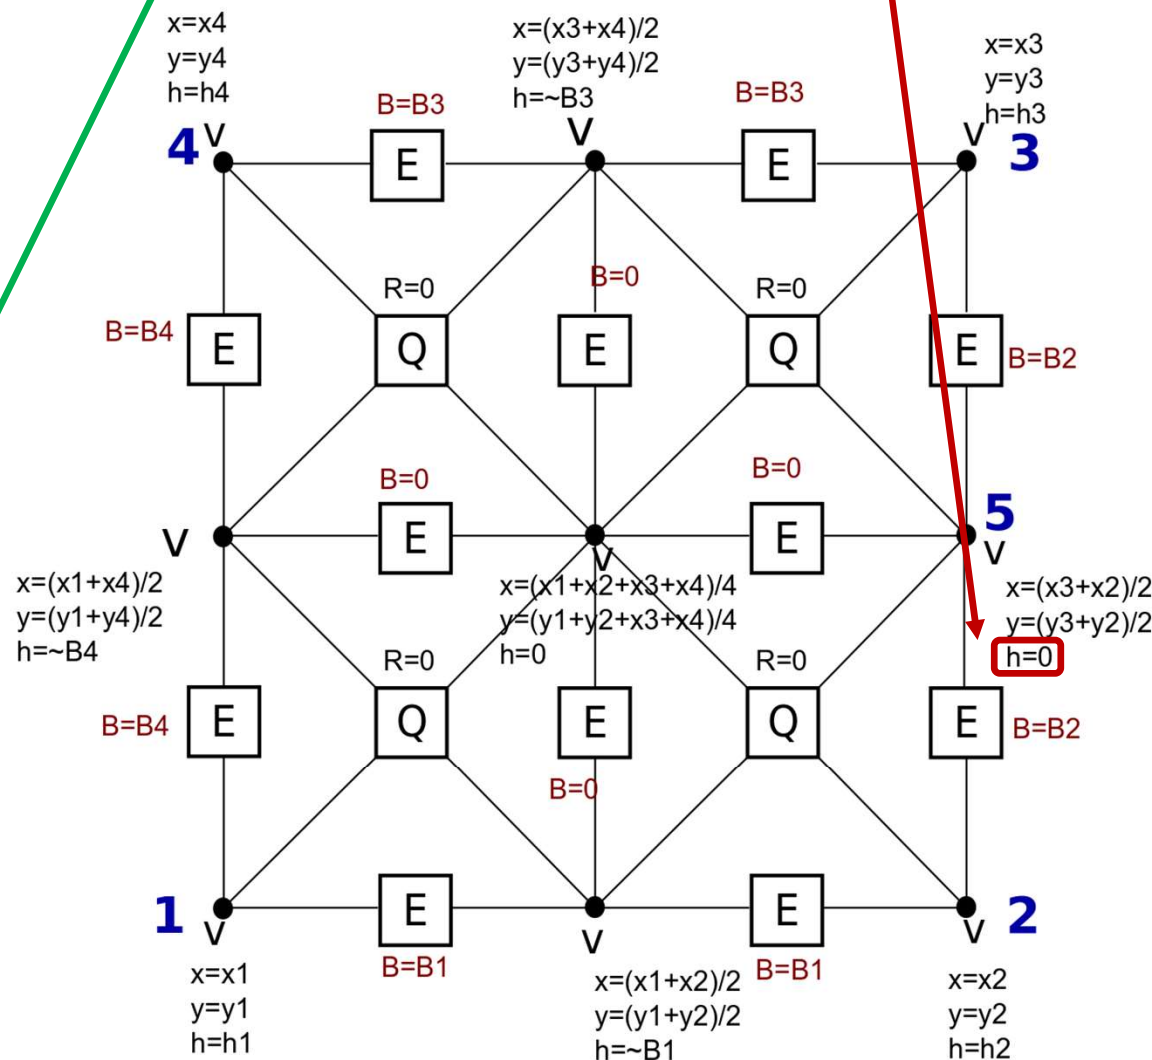 x=x4
y=y4
h=h4
x=(x3+x4)/2
y=(y3+y4)/2
h=~B3
x=x3
y=y3
h=h3
B=B3
B=B3
4
V
V
V
3
E
E
B=0
R=0
R=0
B=B4
E
Q
E
Q
E
B=B2
B=0
B=0
5
V
E
V
E
V
x=(x1+x4)/2
y=(y1+y4)/2
h=~B4
x=(x1+x2+x3+x4)/4
y=(y1+y2+x3+x4)/4
h=0
x=(x3+x2)/2
y=(y3+y2)/2
h=0
R=0
R=0
B=B4
E
Q
E
Q
E
B=B2
B=0
1
V
E
V
E
V
2
B=B1
B=B1
x=x1
y=y1
h=h1
x=(x1+x2)/2
y=(y1+y2)/2
h=~B1
x=x2
y=y2
h=h2